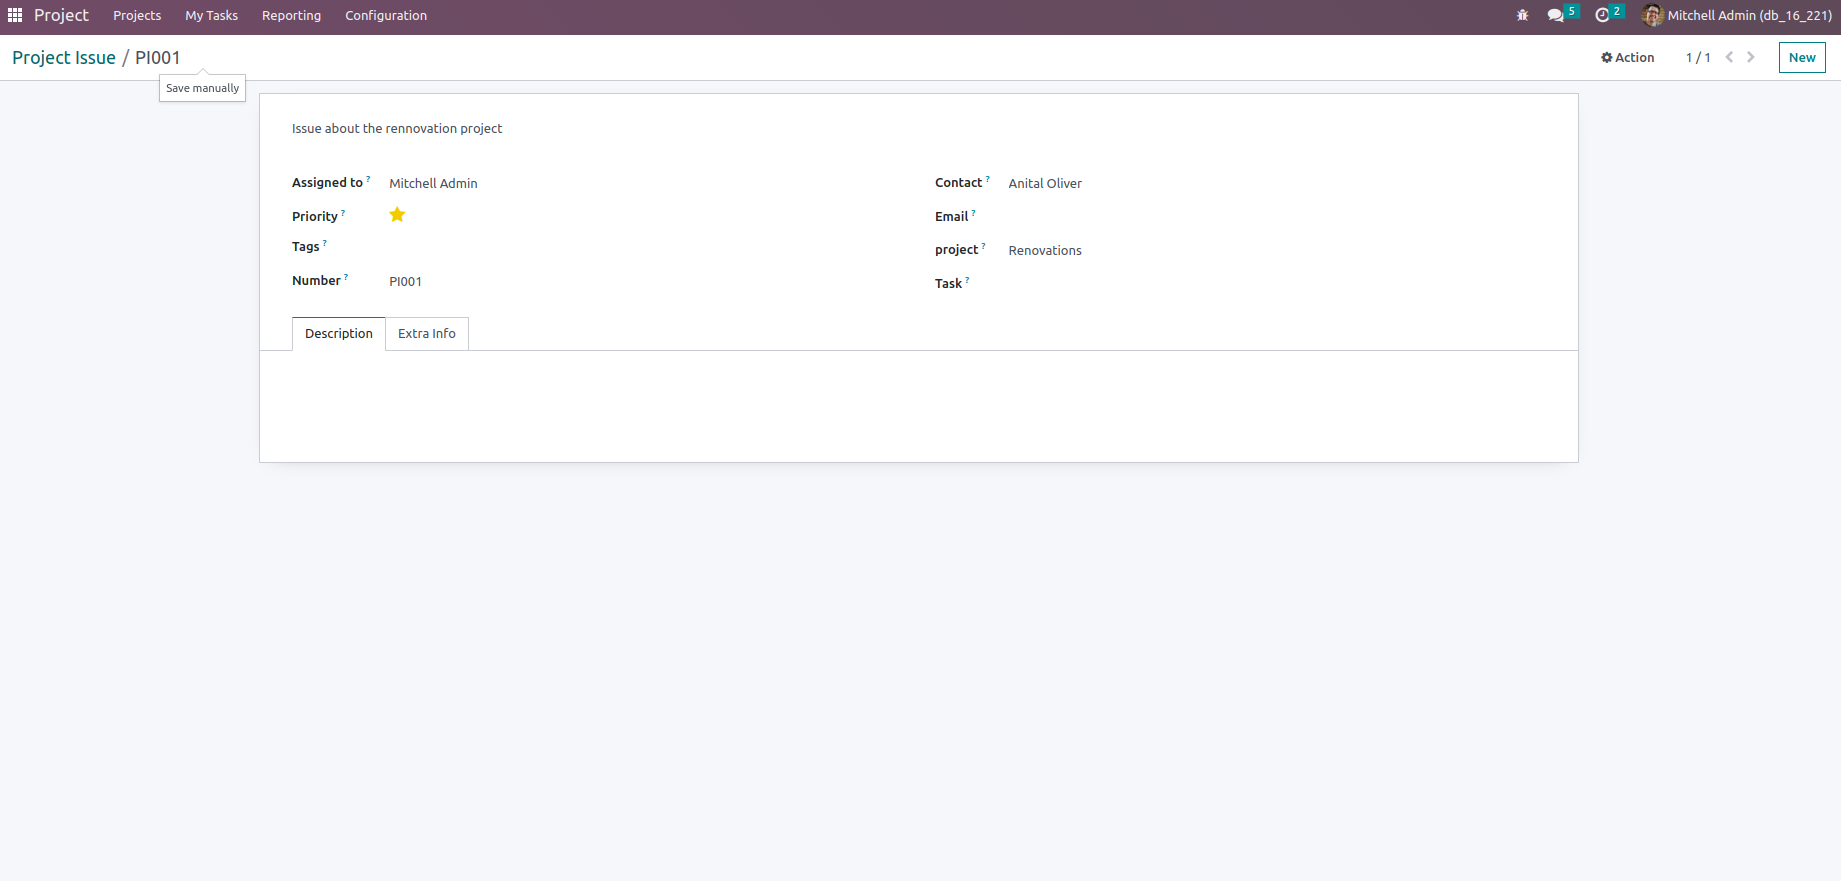 Project Projects My Tasks Reporting Configuration 5 2 Mitchell Admin (db_16_221)
Project Issue / PI001 Action 1 / 1 New
Save manually
Issue about the rennovation project
Assigned to ? Mitchell Admin Contact ? Anital Oliver
Priority ? Email ?
Tags ? project ? Renovations
Number ? PI001 Task ?
Description Extra Info